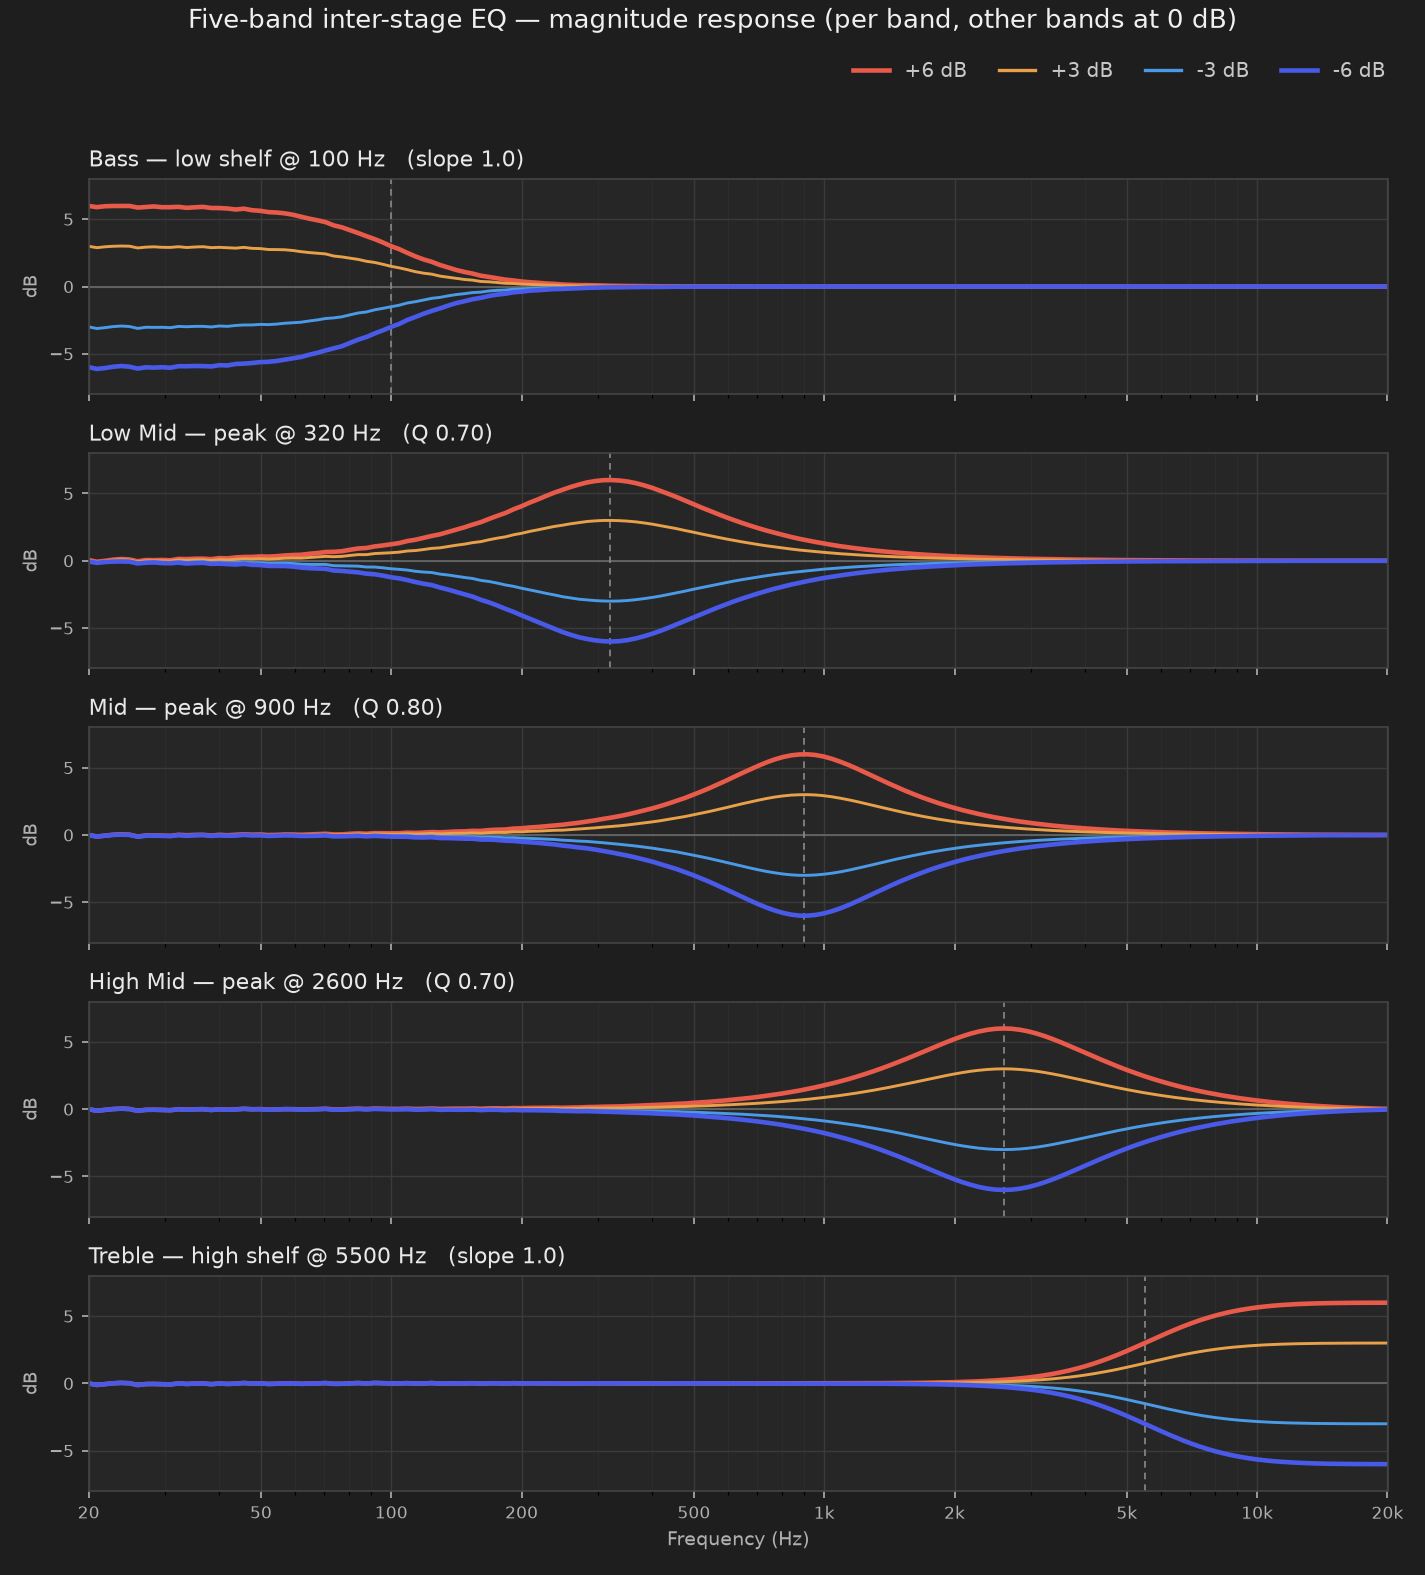 Five-band inter-stage EQ — magnitude response (per band, other bands at 0 dB)
+6 dB +3 dB -3 dB -6 dB
Bass — low shelf @ 100 Hz (slope 1.0)
5
0
−5
dB
Low Mid — peak @ 320 Hz (Q 0.70)
5
0
−5
dB
Mid — peak @ 900 Hz (Q 0.80)
5
0
−5
dB
High Mid — peak @ 2600 Hz (Q 0.70)
5
0
−5
dB
Treble — high shelf @ 5500 Hz (slope 1.0)
5
0
−5
dB
20 50 100 200 500 1k 2k 5k 10k 20k
Frequency (Hz)